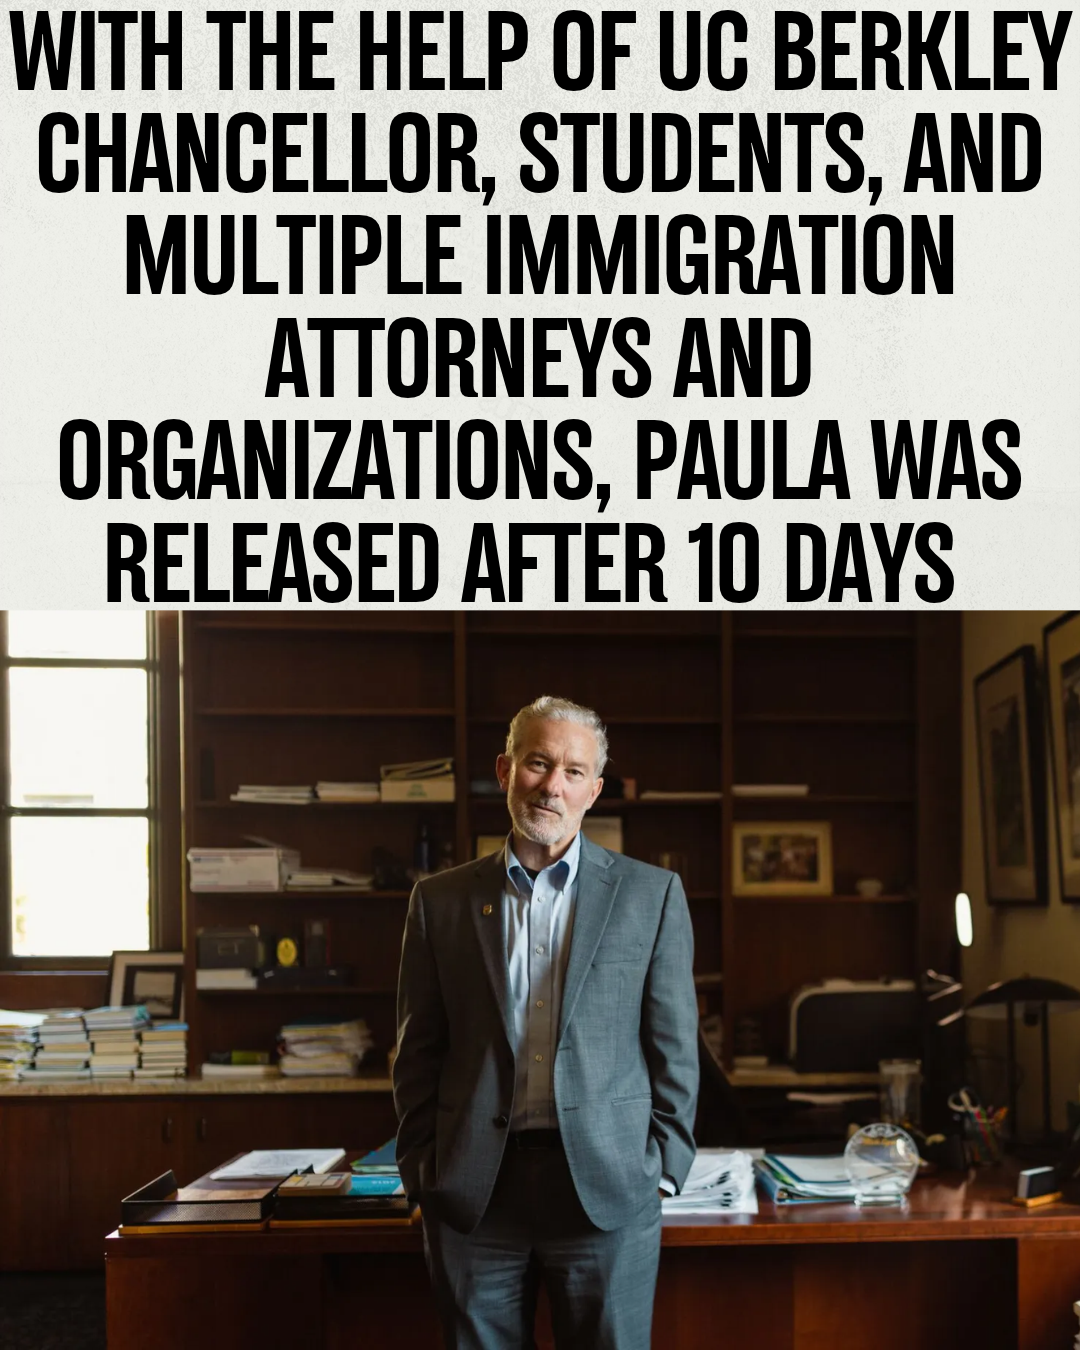 WITH THE HELP OF UC BERKLEY
CHANCELLOR, STUDENTS, AND
MULTIPLE IMMIGRATION
ATTORNEYS AND
ORGANIZATIONS, PAULA WAS
RELEASED AFTER 10 DAYS